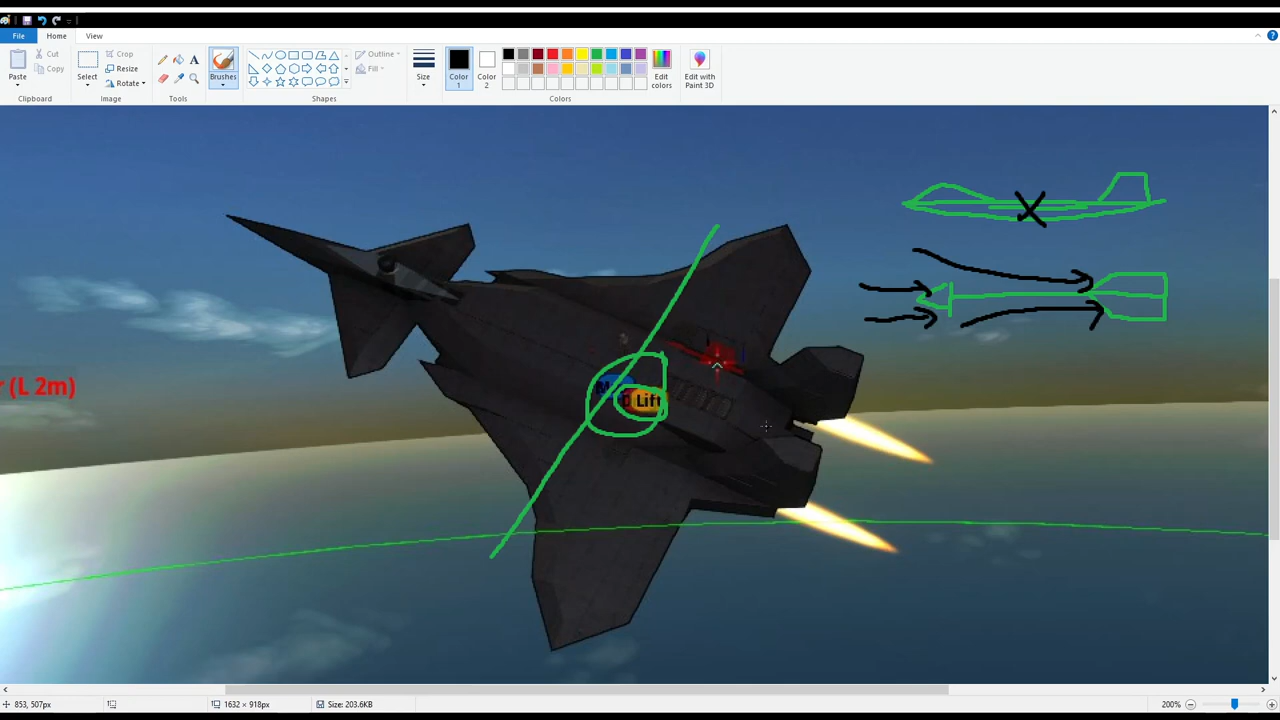 File Home View
Paste Cut Copy
Clipboard
Select Crop Resize Rotate
Image
A
Tools
Brushes
Outline Fill
Shapes
Size
Color 1
Color 2
Edit colors
Colors
Edit with Paint 3D
r (L 2m)
M
Lift
853, 507px
1632 × 918px
Size: 203.6KB
200%